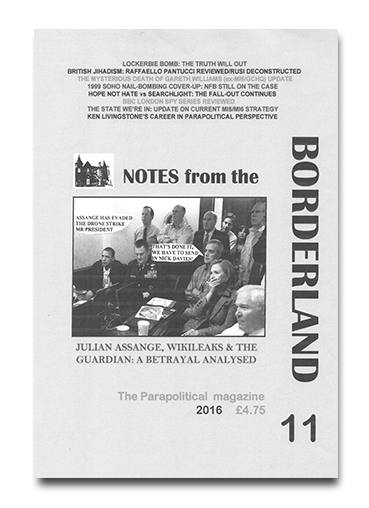 LOCKERBIE BOMB: THE TRUTH WILL OUT
BRITISH JIHADISM: RAFFAELLO PANTUCCI REVIEWED/RUSI DECONSTRUCTED
THE MYSTERIOUS DEATH OF GARETH WILLIAMS (ex-MI6/GCHQ) UPDATE
1999 SOHO NAIL-BOMBING COVER-UP: NFB STILL ON THE CASE
HOPE NOT HATE vs SEARCHLIGHT: THE FALL-OUT CONTINUES
BBC LONDON SPY SERIES REVIEWED
THE STATE WE'RE IN: UPDATE ON CURRENT MI5/MI6 STRATEGY
KEN LIVINGSTONE'S CAREER IN PARAPOLITICAL PERSPECTIVE
NOTES from the
BORDERLAND
11
ASSANGE HAS EVADED
THE DRONE STRIKE
MR PRESIDENT
THAT'S DONE IT,
WE HAVE TO SEND
IN NICK DAVIES!
JULIAN ASSANGE, WIKILEAKS & THE
GUARDIAN: A BETRAYAL ANALYSED
The Parapolitical magazine
2016 £4.75